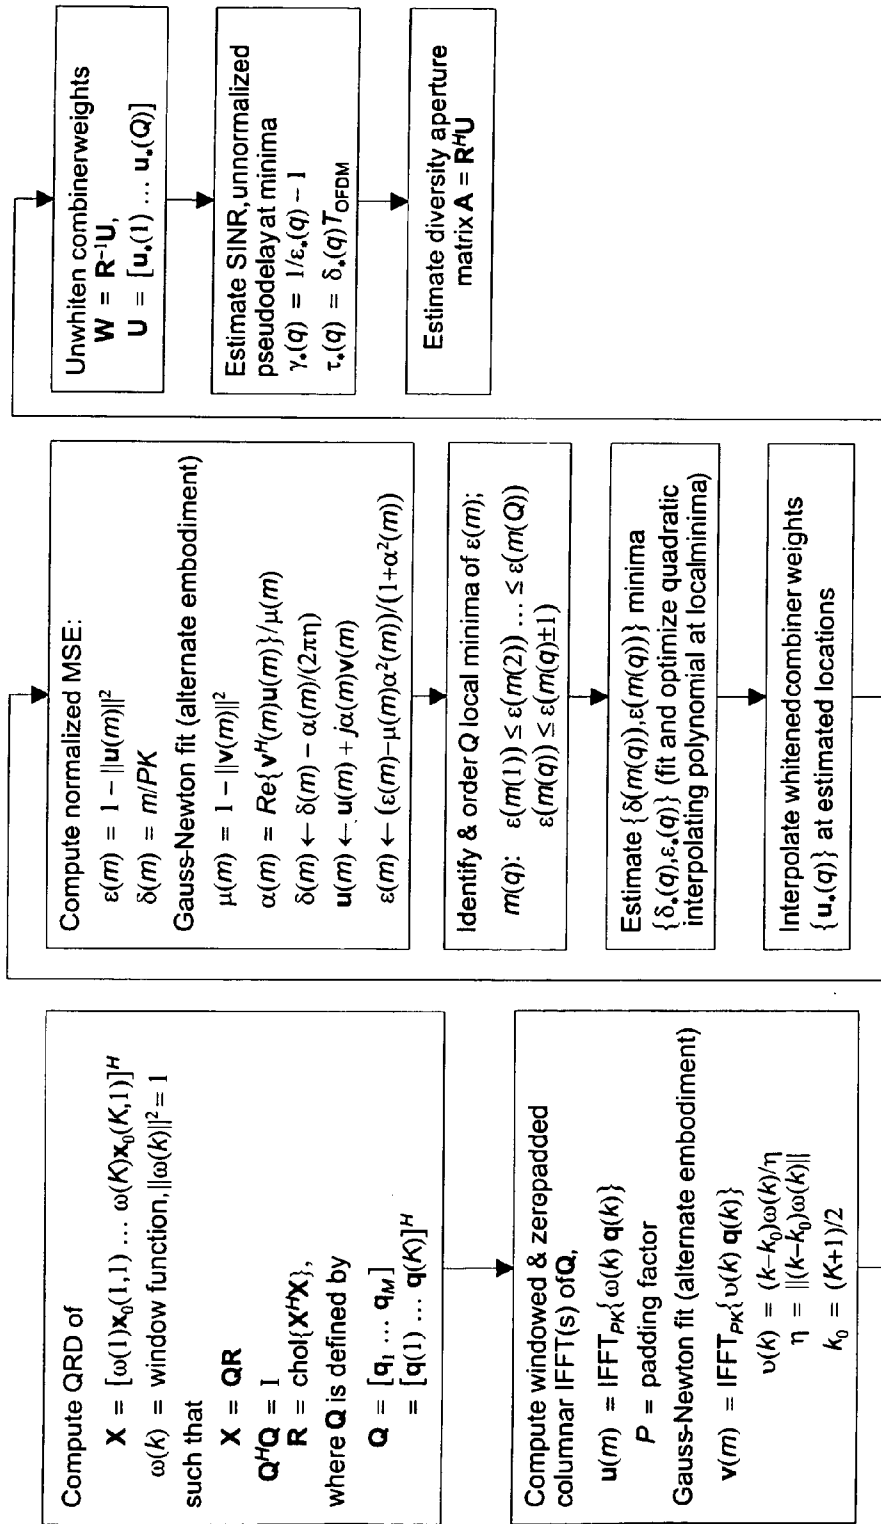 Compute QRD of
X = [ω(1)x₀(1,1) ... ω(K)x₀(K,1)]ᴴ
ω(k) = window function, ||ω(k)||² = 1
such that
X = QR
QᴴQ = I
R = chol{XᴴX},
where Q is defined by
Q = [q₁ ... q_M]
= [q(1) ... q(K)]ᴴ
Compute windowed & zeropadded
columnar IFFT(s) of Q,
u(m) = IFFT_PK{ω(k) q(k)}
P = padding factor
Gauss-Newton fit (alternate embodiment)
v(m) = IFFT_PK{υ(k) q(k)}
υ(k) = (k–k₀)ω(k)/η
η = ||(k–k₀)ω(k)||
k₀ = (K+1)/2
Compute normalized MSE:
ε(m) = 1 – ||u(m)||²
δ(m) = m/PK
Gauss-Newton fit (alternate embodiment)
μ(m) = 1 – ||v(m)||²
α(m) = Re{vᴴ(m)u(m)}/μ(m)
δ(m) ← δ(m) – α(m)/(2πη)
u(m) ← u(m) + jα(m)v(m)
ε(m) ← (ε(m)–μ(m)α²(m))/(1+α²(m))
Identify & order Q local minima of ε(m);
m(q): ε(m(1)) ≤ ε(m(2)) ... ≤ ε(m(Q))
ε(m(q)) ≤ ε(m(q)±1)
Estimate {δ(m(q)),ε(m(q))} minima
{δ•(q),ε•(q)} (fit and optimize quadratic
interpolating polynomial at localminima)
Interpolate whitenedcombiner weights
{u•(q)} at estimated locations
Unwhiten combinerweights
W = R⁻¹U,
U = [u•(1) ... u•(Q)]
Estimate SINR, unnormalized
pseudodelay at minima
γ•(q) = 1/ε•(q) – 1
τ•(q) = δ•(q)T_OFDM
Estimate diversity aperture
matrix A = RᴴU